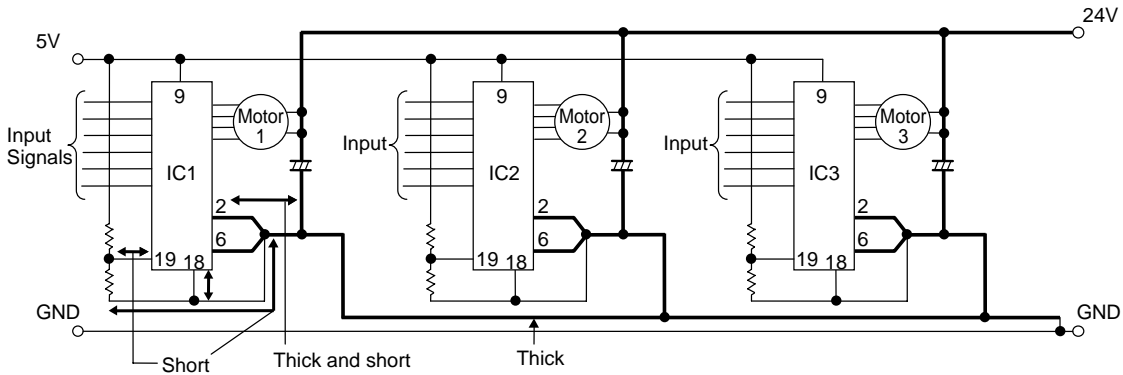 24V
5V
9
9
9
Motor
1
Motor
2
Motor
3
Input
Signals
Input
Input
IC1
IC2
IC3
2
2
2
6
6
6
19 18
19 18
19 18
GND
GND
Short
Thick and short
Thick